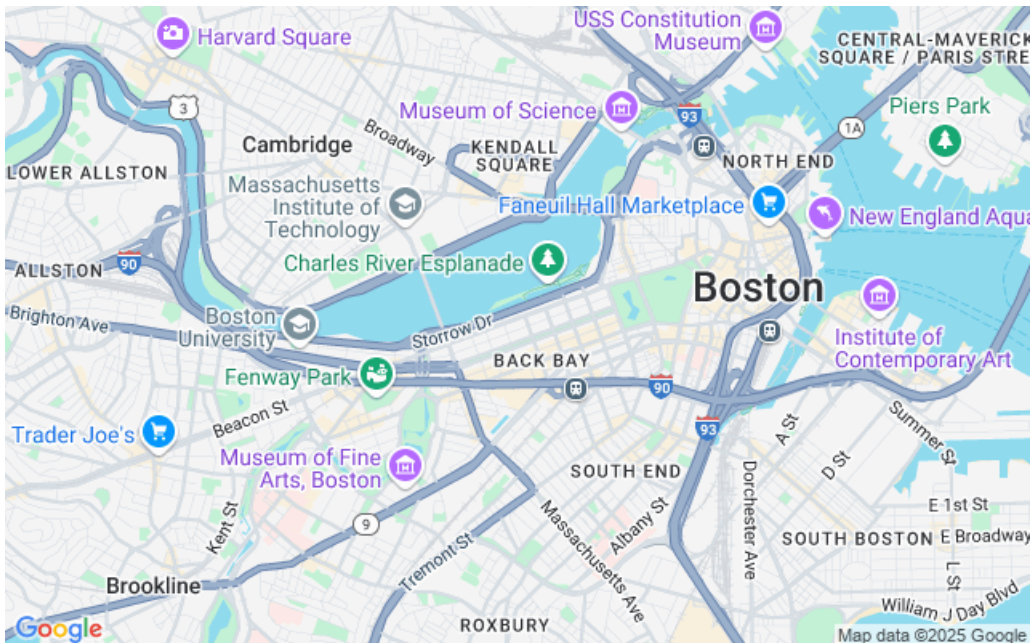 Harvard Square
USS Constitution
Museum
CENTRAL-MAVERICK
SQUARE / PARIS STRE
3
Museum of Science
93
Piers Park
1A
Broadway
Cambridge
KENDALL
SQUARE
NORTH END
LOWER ALLSTON
Massachusetts
Institute of
Technology
Faneuil Hall Marketplace
New England Aqua
90
ALLSTON
Charles River Esplanade
Boston
Brighton Ave
Boston
University
Storrow Dr
Institute of
Contemporary Art
BACK BAY
Fenway Park
90
Beacon St
93
A St
Summer St
Trader Joe's
Museum of Fine
Arts, Boston
SOUTH END
D St
Dorchester Ave
Kent St
9
Massachusetts Ave
Albany St
E 1st St
Tremont St
SOUTH BOSTON
E Broadway
L St
Brookline
William J Day Blvd
ROXBURY
Google
Map data ©2025 Google